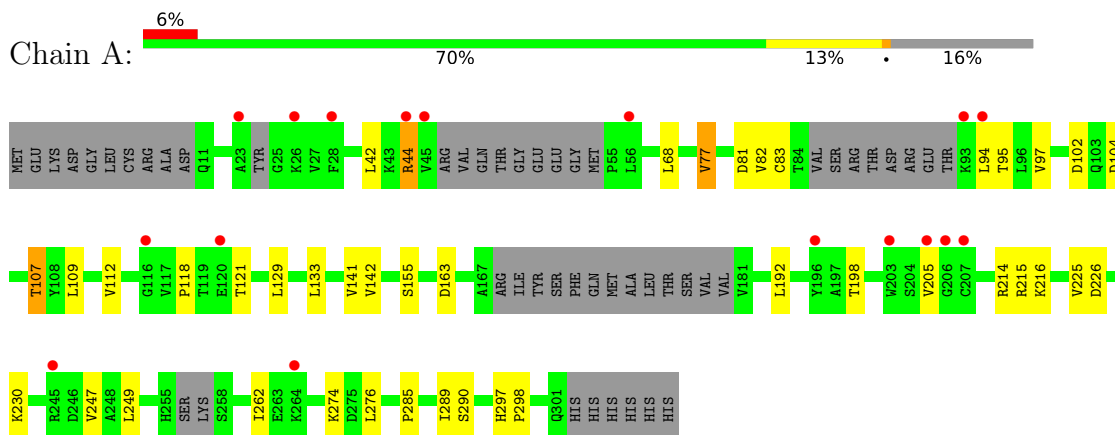 6%
Chain A:
70% 13% • 16%
MET GLU LYS ASP GLY LEU CYS ARG ALA ASP Q11 A23 TYR G25 K26 V27 F28 L42 K43 R44 V45 ARG VAL GLN THR GLY GLU GLU GLY MET P55 L56 L68 V77 D81 V82 C83 T84 VAL SER ARG THR ASP ARG GLU THR K93 L94 T95 L96 V97 D102 Q103 D104
T107 Y108 L109 V112 G116 V117 P118 T119 E120 T121 L129 L133 V141 V142 S155 D163 A167 ARG ILE TYR SER PHE GLN MET ALA LEU THR SER VAL VAL V181 L192 Y196 A197 T198 W203 S204 V205 G206 C207 R214 R215 K216 V225 D226
K230 R245 D246 V247 A248 L249 H255 SER LYS S258 I262 E263 K264 K274 D275 L276 P285 I289 S290 H297 P298 Q301 HIS HIS HIS HIS HIS HIS